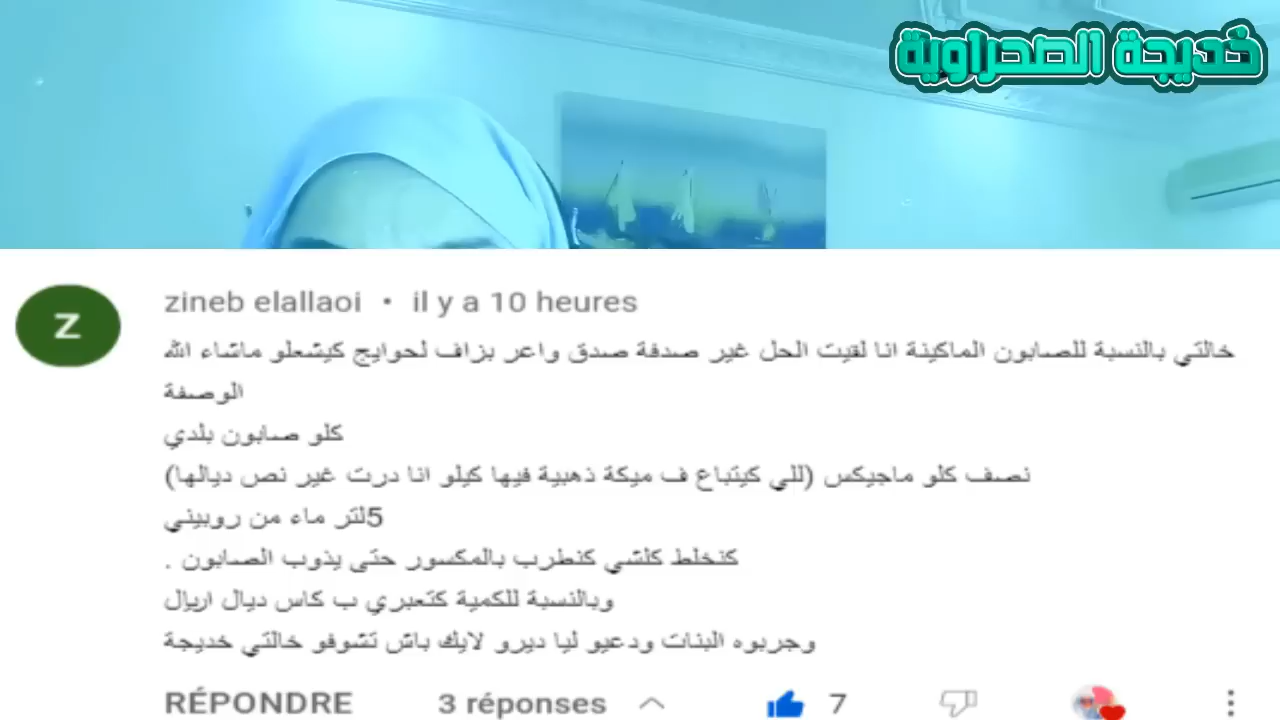 خديجة الصحراوية
zineb elallaoi • il y a 10 heures
خالتي بالنسبة للصابون الماكينة انا لقيت الحل غير صدفة صدق واعر بزاف لحوايج كيشعلو ماشاء الله
الوصفة
كلو صابون بلدي
نصف كلو ماجيكس (للي كيتباع ف ميكة ذهبية فيها كيلو انا درت غير نص ديالها)
5لتر ماء من روبيني
كنخلط كلشي كنطرب بالمكسور حتى يذوب الصابون .
وبالنسبة للكمية كتعبري ب كاس ديال اريال
وجربوه البنات ودعيو ليا ديرو لايك باش تشوفو خالتي خديجة
RÉPONDRE 3 réponses 7
Z